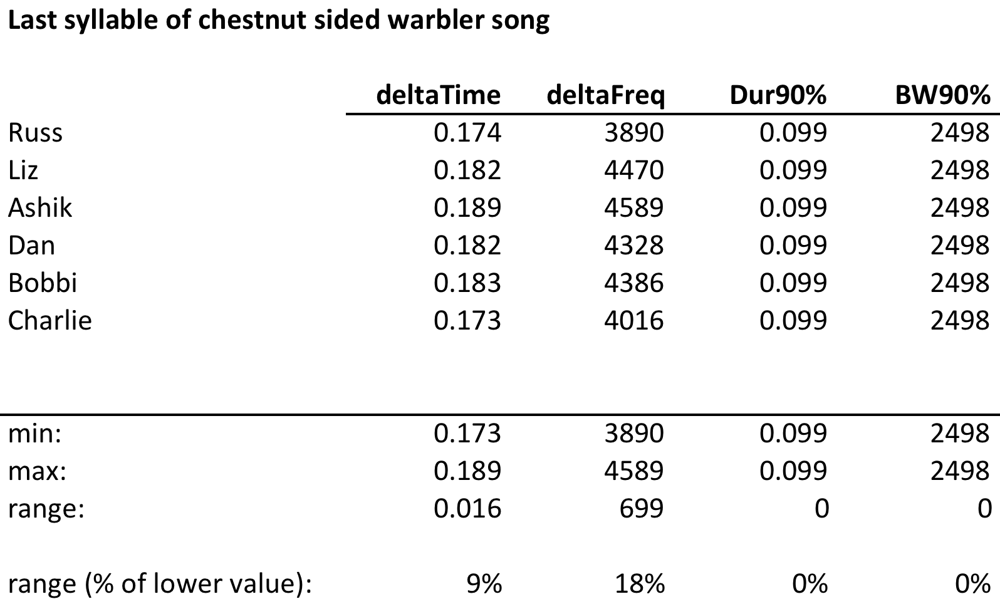 Last syllable of chestnut sided warbler song
deltaTime deltaFreq Dur90% BW90%
Russ 0.174 3890 0.099 2498
Liz 0.182 4470 0.099 2498
Ashik 0.189 4589 0.099 2498
Dan 0.182 4328 0.099 2498
Bobbi 0.183 4386 0.099 2498
Charlie 0.173 4016 0.099 2498
min: 0.173 3890 0.099 2498
max: 0.189 4589 0.099 2498
range: 0.016 699 0 0
range (% of lower value): 9% 18% 0% 0%